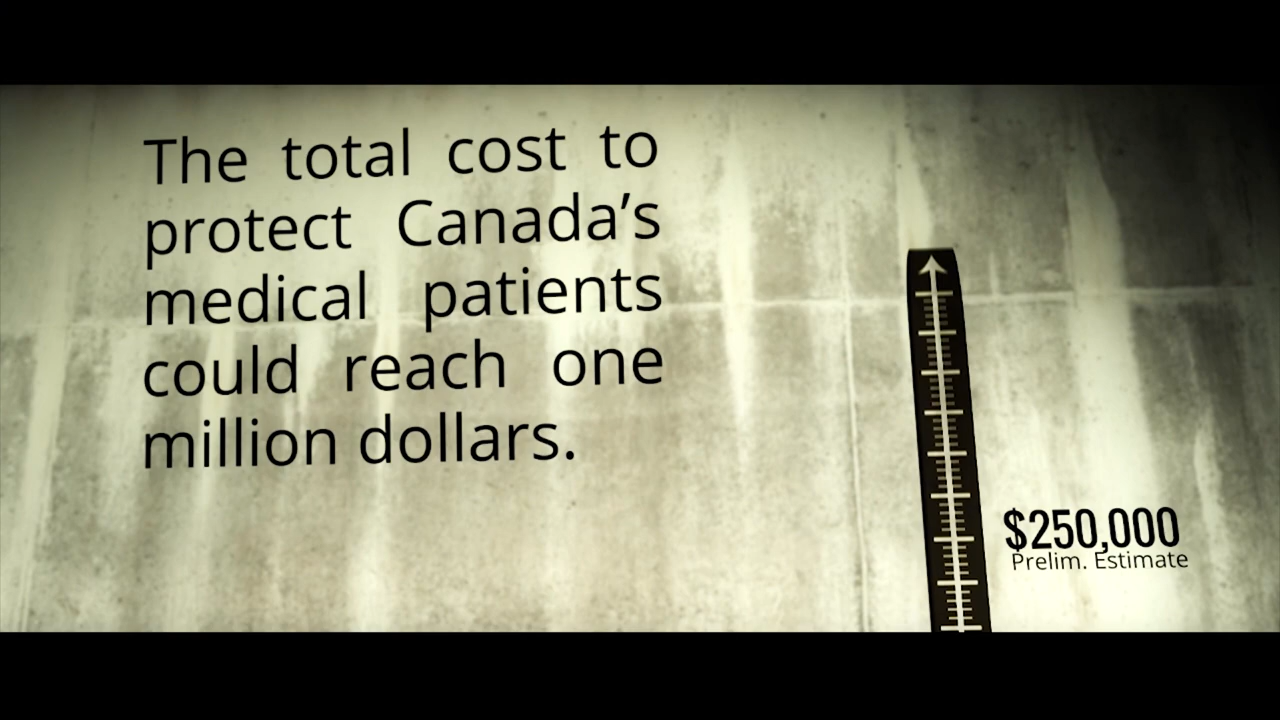 The total cost to
protect Canada’s
medical patients
could reach one
million dollars.
$250,000
Prelim. Estimate